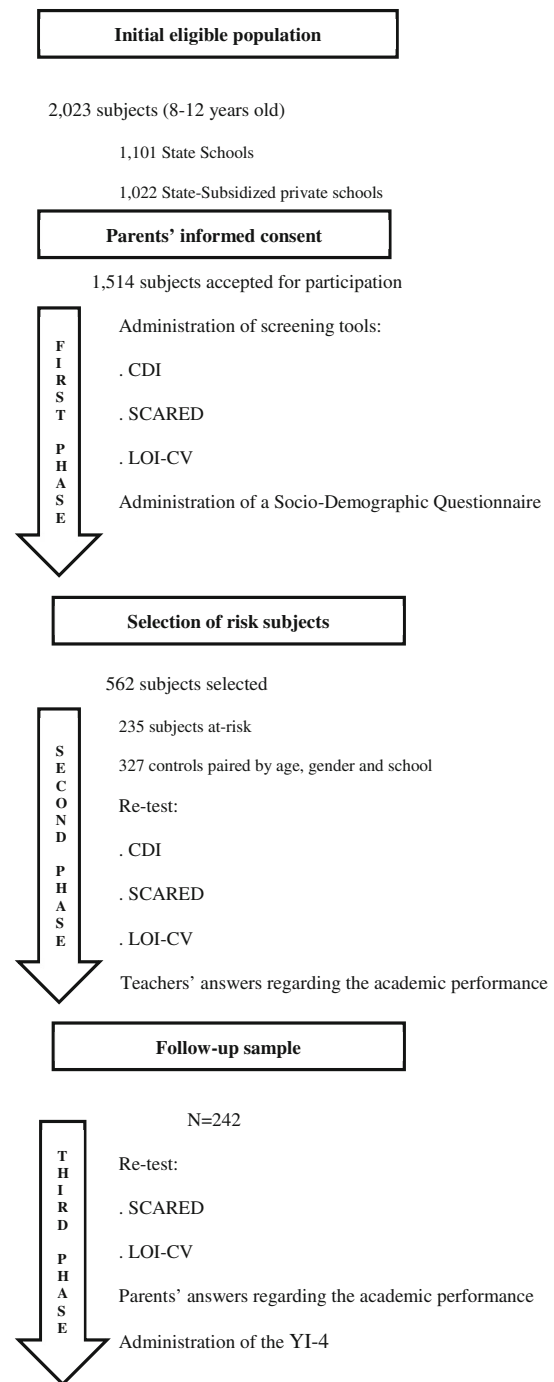 Initial eligible population
2,023 subjects (8-12 years old)
1,101 State Schools
1,022 State-Subsidized private schools
Parents' informed consent
1,514 subjects accepted for participation
FIRST PHASE
Administration of screening tools:
. CDI
. SCARED
. LOI-CV
Administration of a Socio-Demographic Questionnaire
Selection of risk subjects
562 subjects selected
235 subjects at-risk
327 controls paired by age, gender and school
SECOND PHASE
Re-test:
. CDI
. SCARED
. LOI-CV
Teachers' answers regarding the academic performance
Follow-up sample
N=242
THIRD PHASE
Re-test:
. SCARED
. LOI-CV
Parents' answers regarding the academic performance
Administration of the YI-4